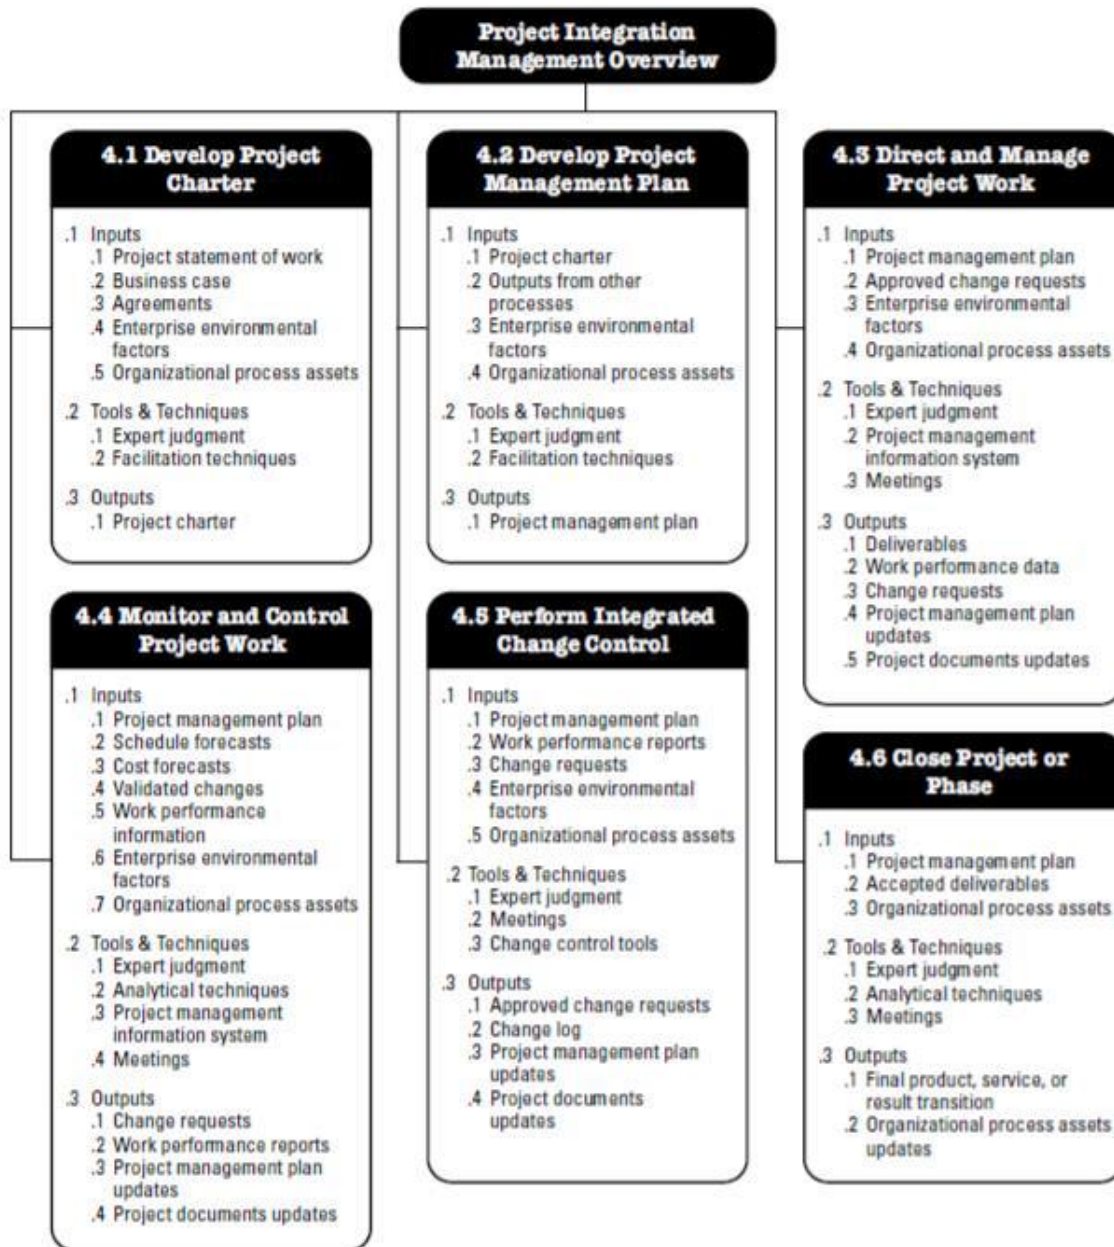 Project Integration
Management Overview
4.1 Develop Project
Charter
.1 Inputs
.1 Project statement of work
.2 Business case
.3 Agreements
.4 Enterprise environmental
factors
.5 Organizational process assets
.2 Tools & Techniques
.1 Expert judgment
.2 Facilitation techniques
.3 Outputs
.1 Project charter
4.2 Develop Project
Management Plan
.1 Inputs
.1 Project charter
.2 Outputs from other
processes
.3 Enterprise environmental
factors
.4 Organizational process assets
.2 Tools & Techniques
.1 Expert judgment
.2 Facilitation techniques
.3 Outputs
.1 Project management plan
4.3 Direct and Manage
Project Work
.1 Inputs
.1 Project management plan
.2 Approved change requests
.3 Enterprise environmental
factors
.4 Organizational process assets
.2 Tools & Techniques
.1 Expert judgment
.2 Project management
information system
.3 Meetings
.3 Outputs
.1 Deliverables
.2 Work performance data
.3 Change requests
.4 Project management plan
updates
.5 Project documents updates
4.4 Monitor and Control
Project Work
.1 Inputs
.1 Project management plan
.2 Schedule forecasts
.3 Cost forecasts
.4 Validated changes
.5 Work performance
information
.6 Enterprise environmental
factors
.7 Organizational process assets
.2 Tools & Techniques
.1 Expert judgment
.2 Analytical techniques
.3 Project management
information system
.4 Meetings
.3 Outputs
.1 Change requests
.2 Work performance reports
.3 Project management plan
updates
.4 Project documents updates
4.5 Perform Integrated
Change Control
.1 Inputs
.1 Project management plan
.2 Work performance reports
.3 Change requests
.4 Enterprise environmental
factors
.5 Organizational process assets
.2 Tools & Techniques
.1 Expert judgment
.2 Meetings
.3 Change control tools
.3 Outputs
.1 Approved change requests
.2 Change log
.3 Project management plan
updates
.4 Project documents
updates
4.6 Close Project or
Phase
.1 Inputs
.1 Project management plan
.2 Accepted deliverables
.3 Organizational process assets
.2 Tools & Techniques
.1 Expert judgment
.2 Analytical techniques
.3 Meetings
.3 Outputs
.1 Final product, service, or
result transition
.2 Organizational process assets
updates